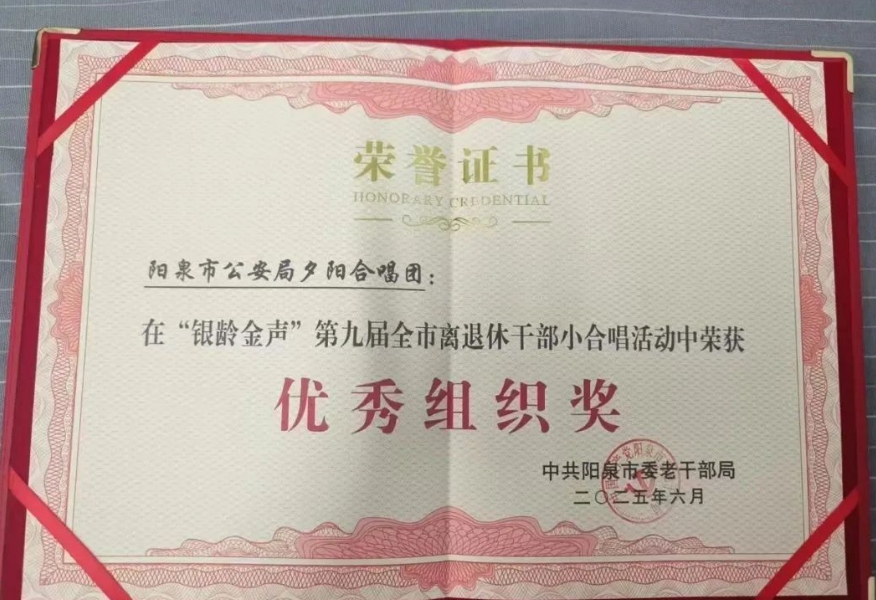 荣誉证书
HONORARY CREDENTIAL
阳泉市公安局夕阳合唱团：
在“银龄金声”第九届全市离退休干部小合唱活动中荣获
优秀组织奖
中共阳泉市委老干部局
二〇二五年六月